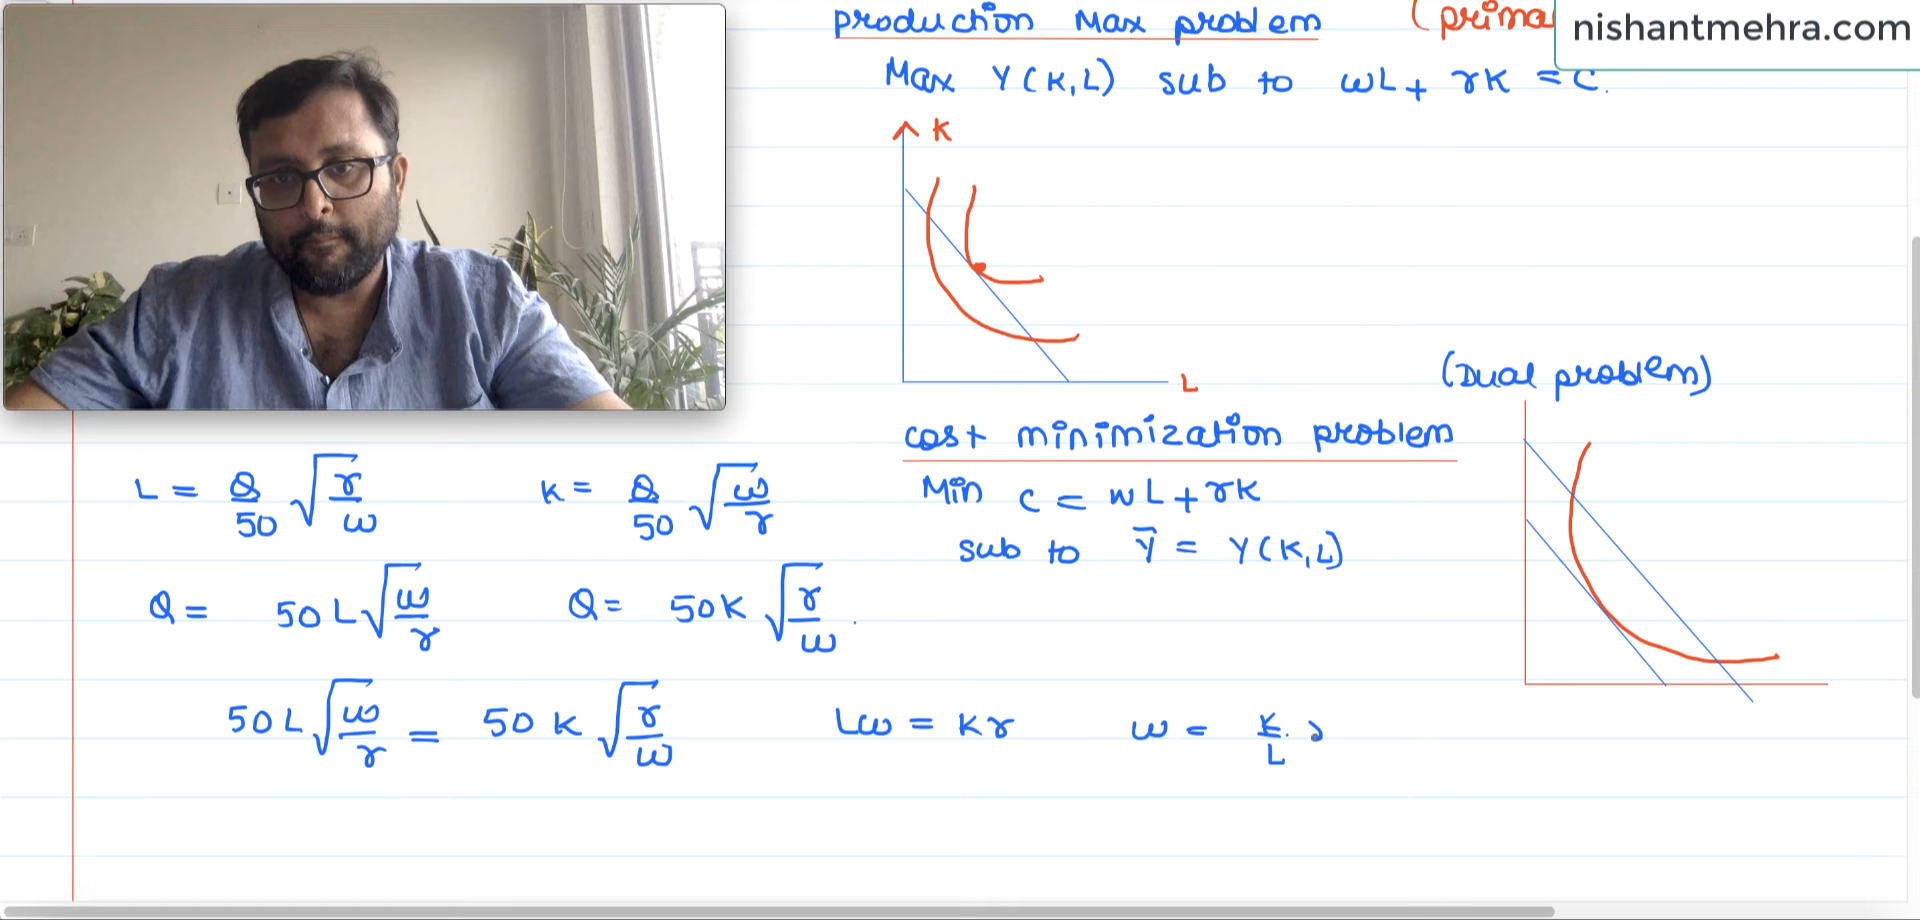 production Max problem (prima
nishantmehra.com
Max Y(K,L) sub to wL + rK = C.
K
L
(Dual problem)
cost minimization problem
Min C = wL + rK
sub to Ȳ = Y(K,L)
L = Q/50 √(r/w) K = Q/50 √(w/r)
Q = 50L√(w/r) Q = 50K √(r/w).
50L√(w/r) = 50K √(r/w) Lw = Kr w = K/L.